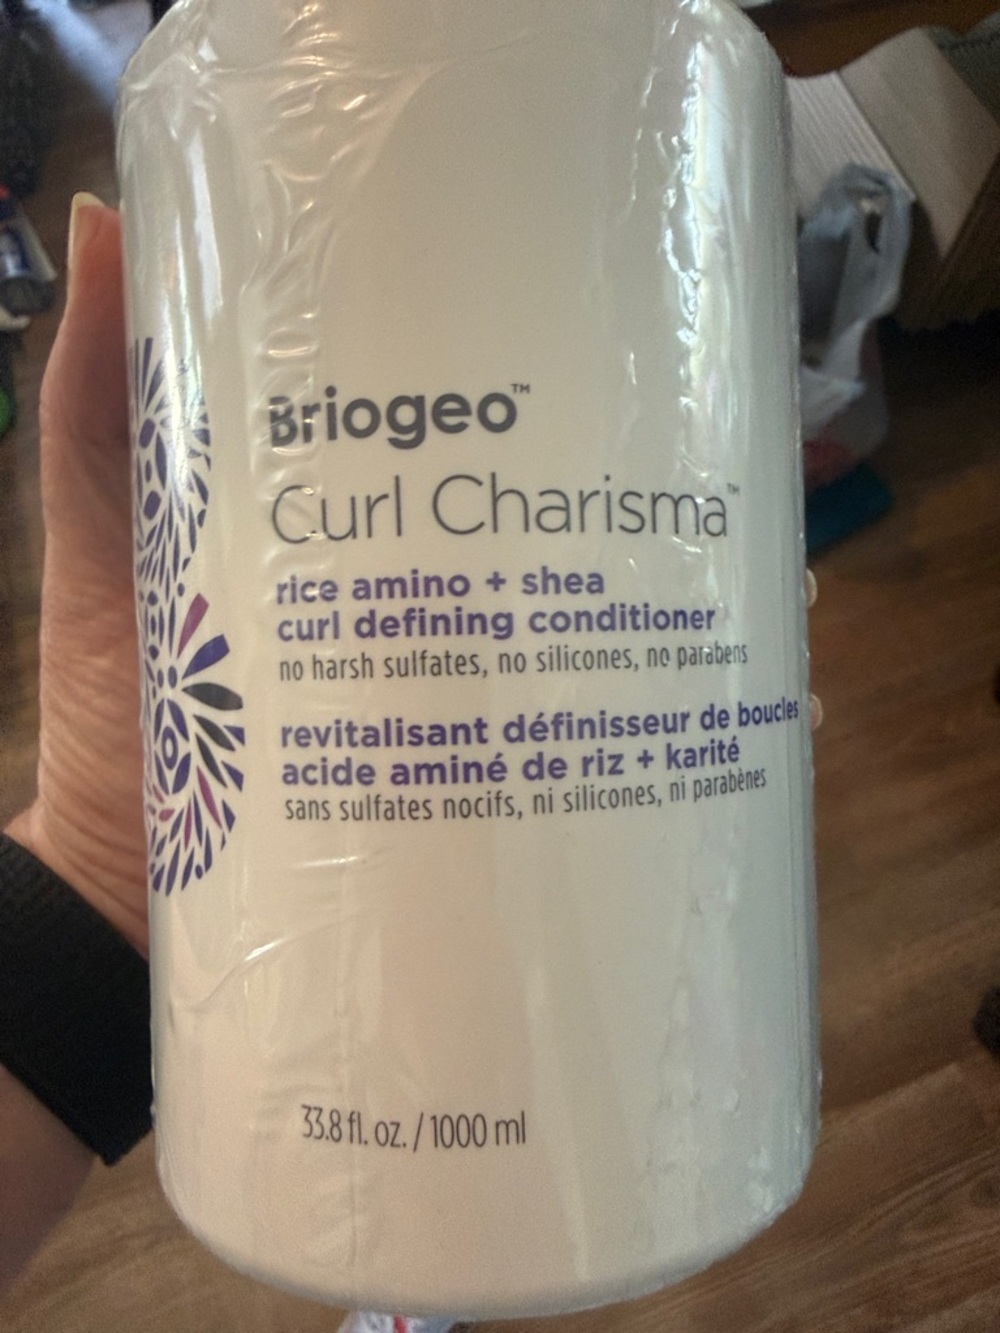 Briogeo™
Curl Charisma™
rice amino + shea
curl defining conditioner
no harsh sulfates, no silicones, no parabens
revitalisant définisseur de boucles
acide aminé de riz + karité
sans sulfates nocifs, ni silicones, ni parabènes
33.8 fl. oz. / 1000 ml